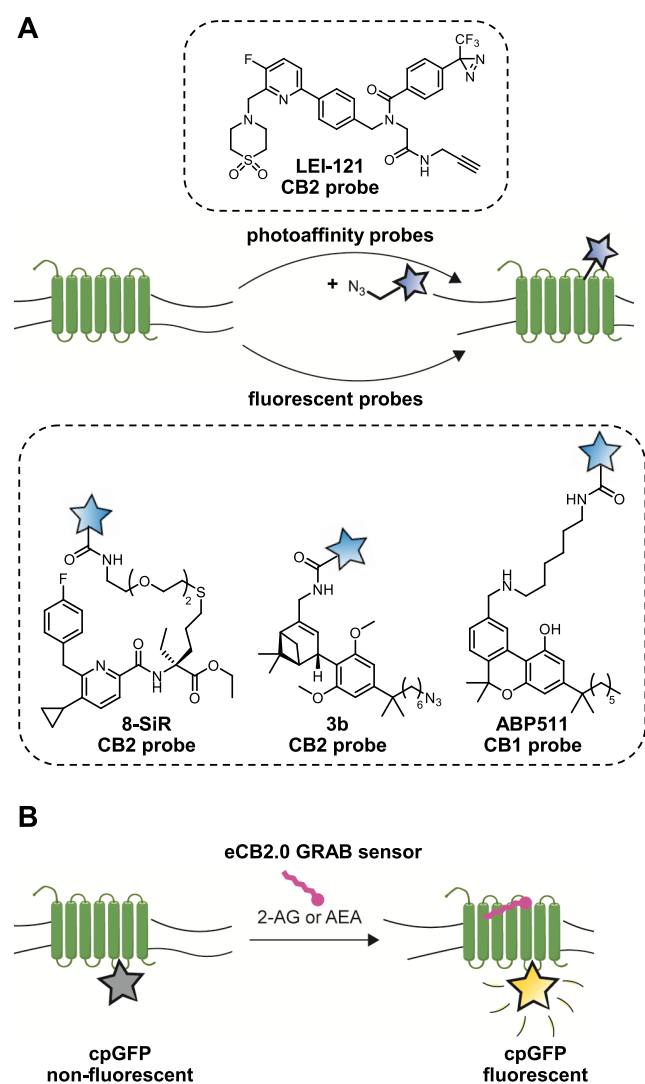 A
F
CF3
N
N
N
N
O
N
S
O
O
O
N
H
LEI-121
CB2 probe
photoaffinity probes
+ N3
fluorescent probes
O
NH
O
NH
O
O
NH
F
O
2
S
HN
O
N
N
H
O
O
O
O
O
6
N3
OH
O
5
8-SiR
CB2 probe
3b
CB2 probe
ABP511
CB1 probe
B
eCB2.0 GRAB sensor
2-AG or AEA
cpGFP
non-fluorescent
cpGFP
fluorescent